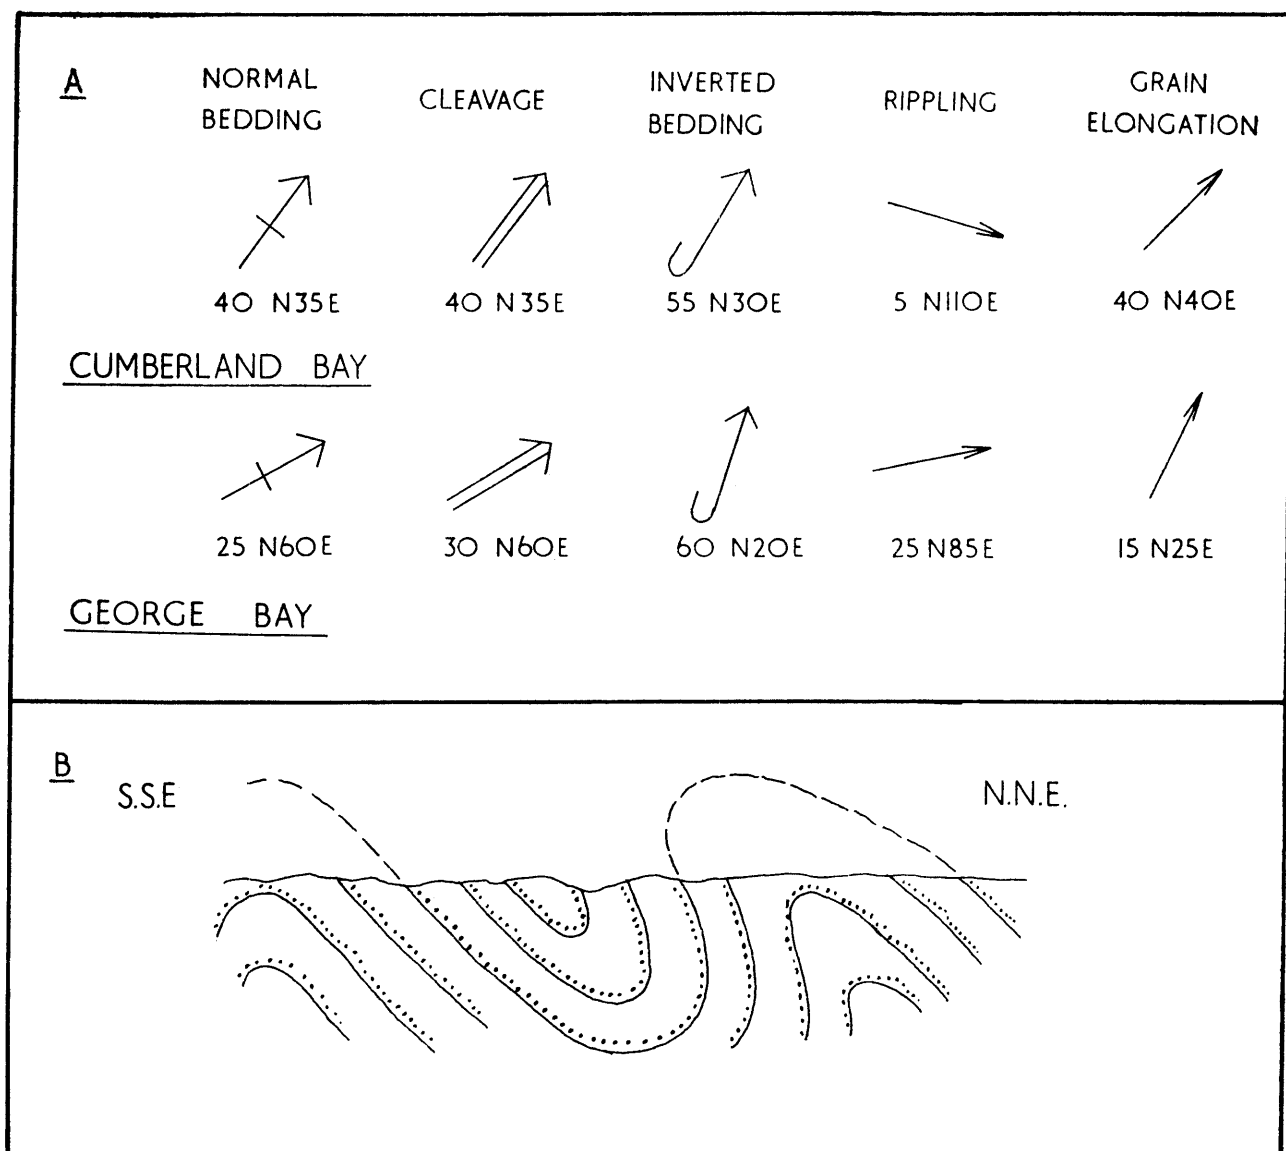 A
NORMAL
BEDDING
CLEAVAGE
INVERTED
BEDDING
RIPPLING
GRAIN
ELONGATION
40 N35E
40 N35E
55 N30E
5 N110E
40 N40E
CUMBERLAND BAY
25 N60E
30 N60E
60 N20E
25 N85E
15 N25E
GEORGE BAY
B
S.S.E
N.N.E.